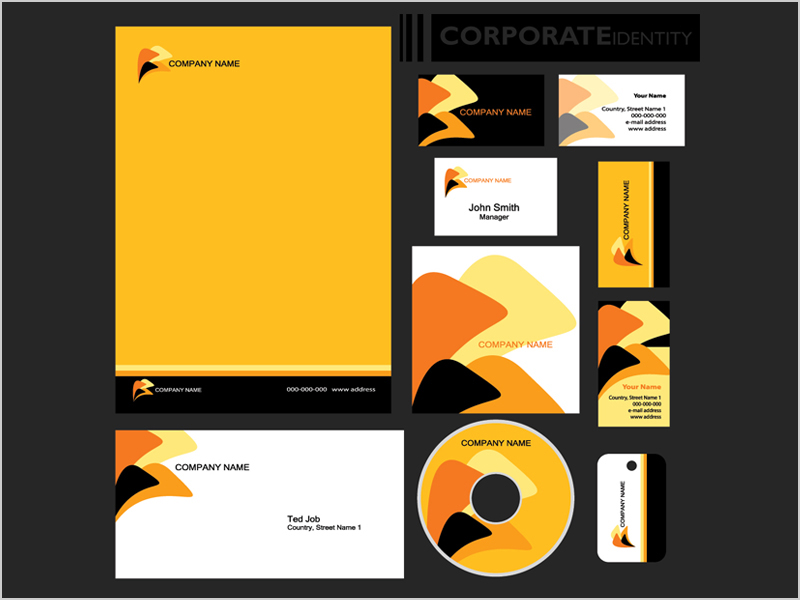 CORPORATE IDENTITY
COMPANY NAME
COMPANY NAME
000-000-000 www address
COMPANY NAME
Your Name
Country, Street Name 1
000-000-000
e-mail address
www address
COMPANY NAME
John Smith
Manager
COMPANY NAME
COMPANY NAME
Your Name
Country, Street Name 1
000-000-000
e-mail address
www address
COMPANY NAME
Ted Job
Country, Street Name 1
COMPANY NAME
COMPANY NAME